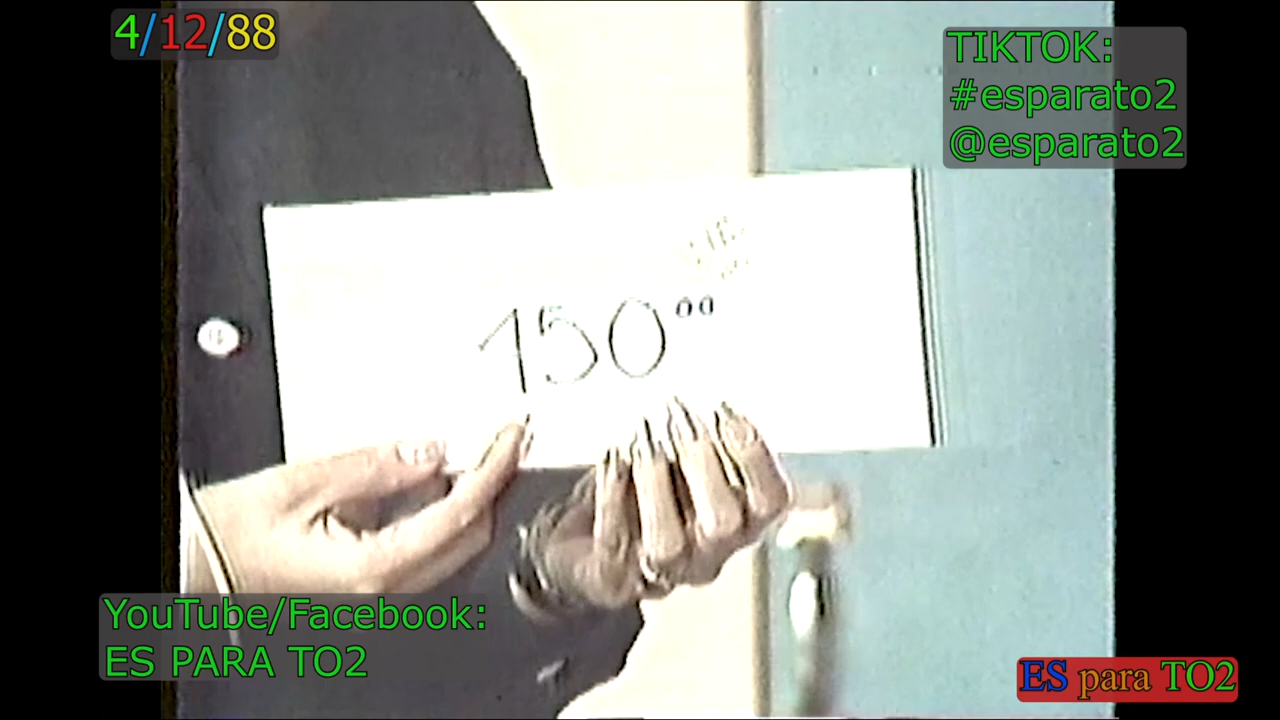 4/12/88
TIKTOK:
#esparato2
@esparato2
150⁰⁰
YouTube/Facebook:
ES PARA TO2
ES para TO2